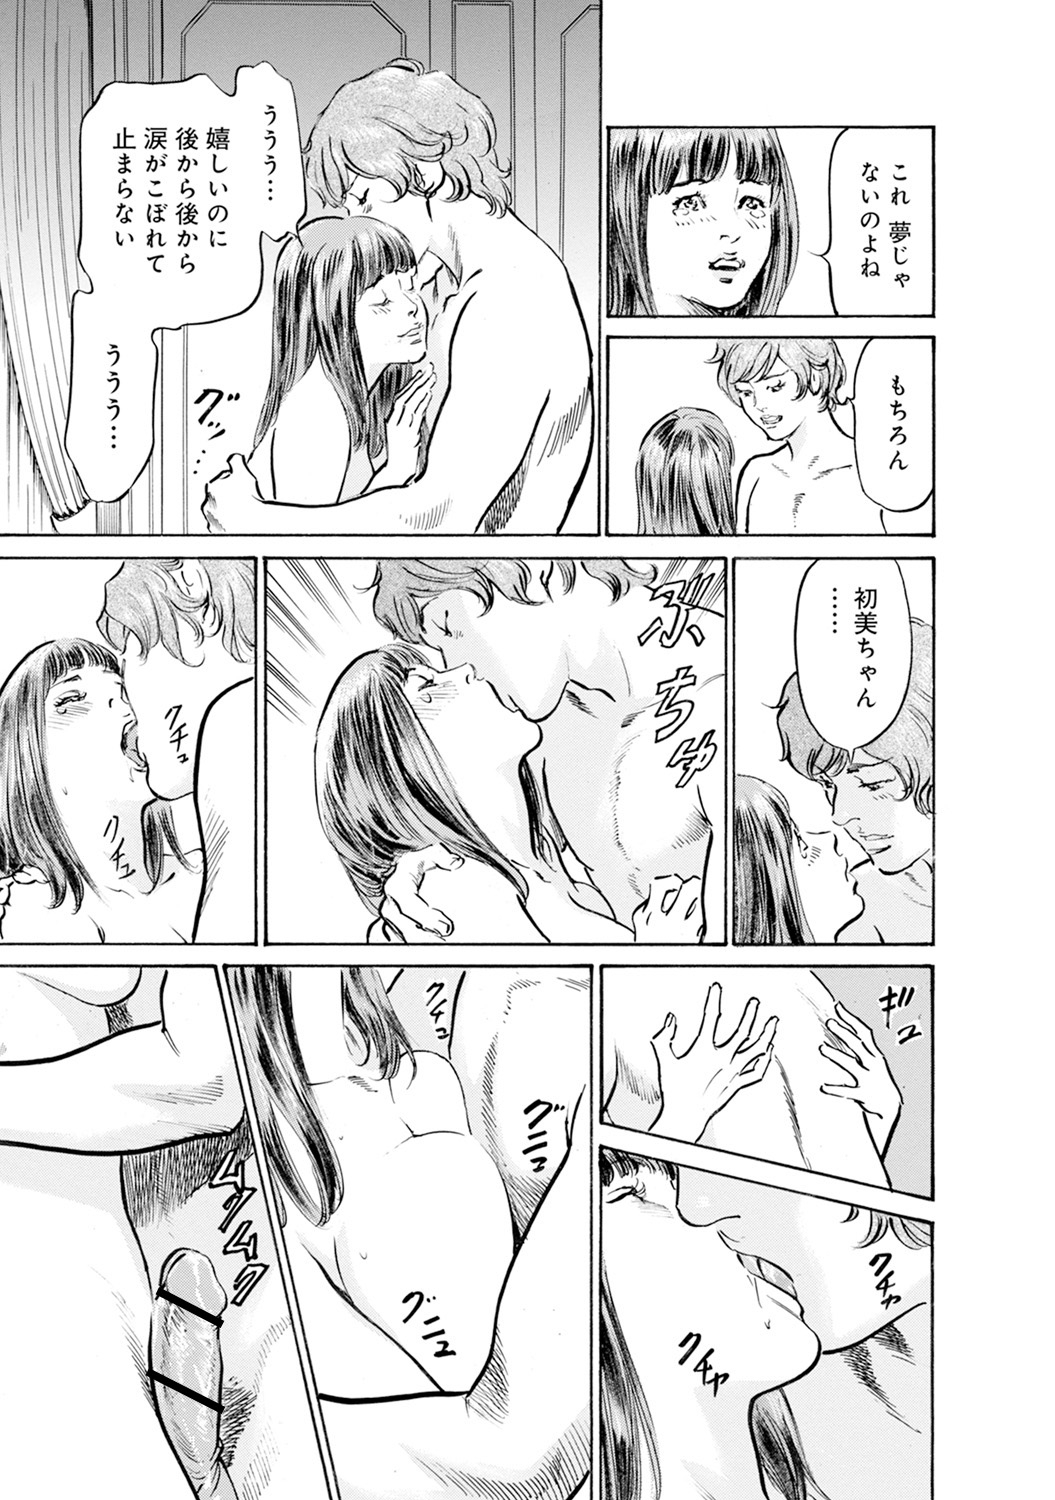 これ 夢じゃ
ないのよね
もちろん
ううう…
嬉しいのに
後から後から
涙がこぼれて
止まらない
ううう…
グッ…
初美ちゃん
……
ぶちゅ
クチュ
クチュ
ギュ
クチャ
クチャ
クチュ
グニュ
グニュ
ムクムクムク